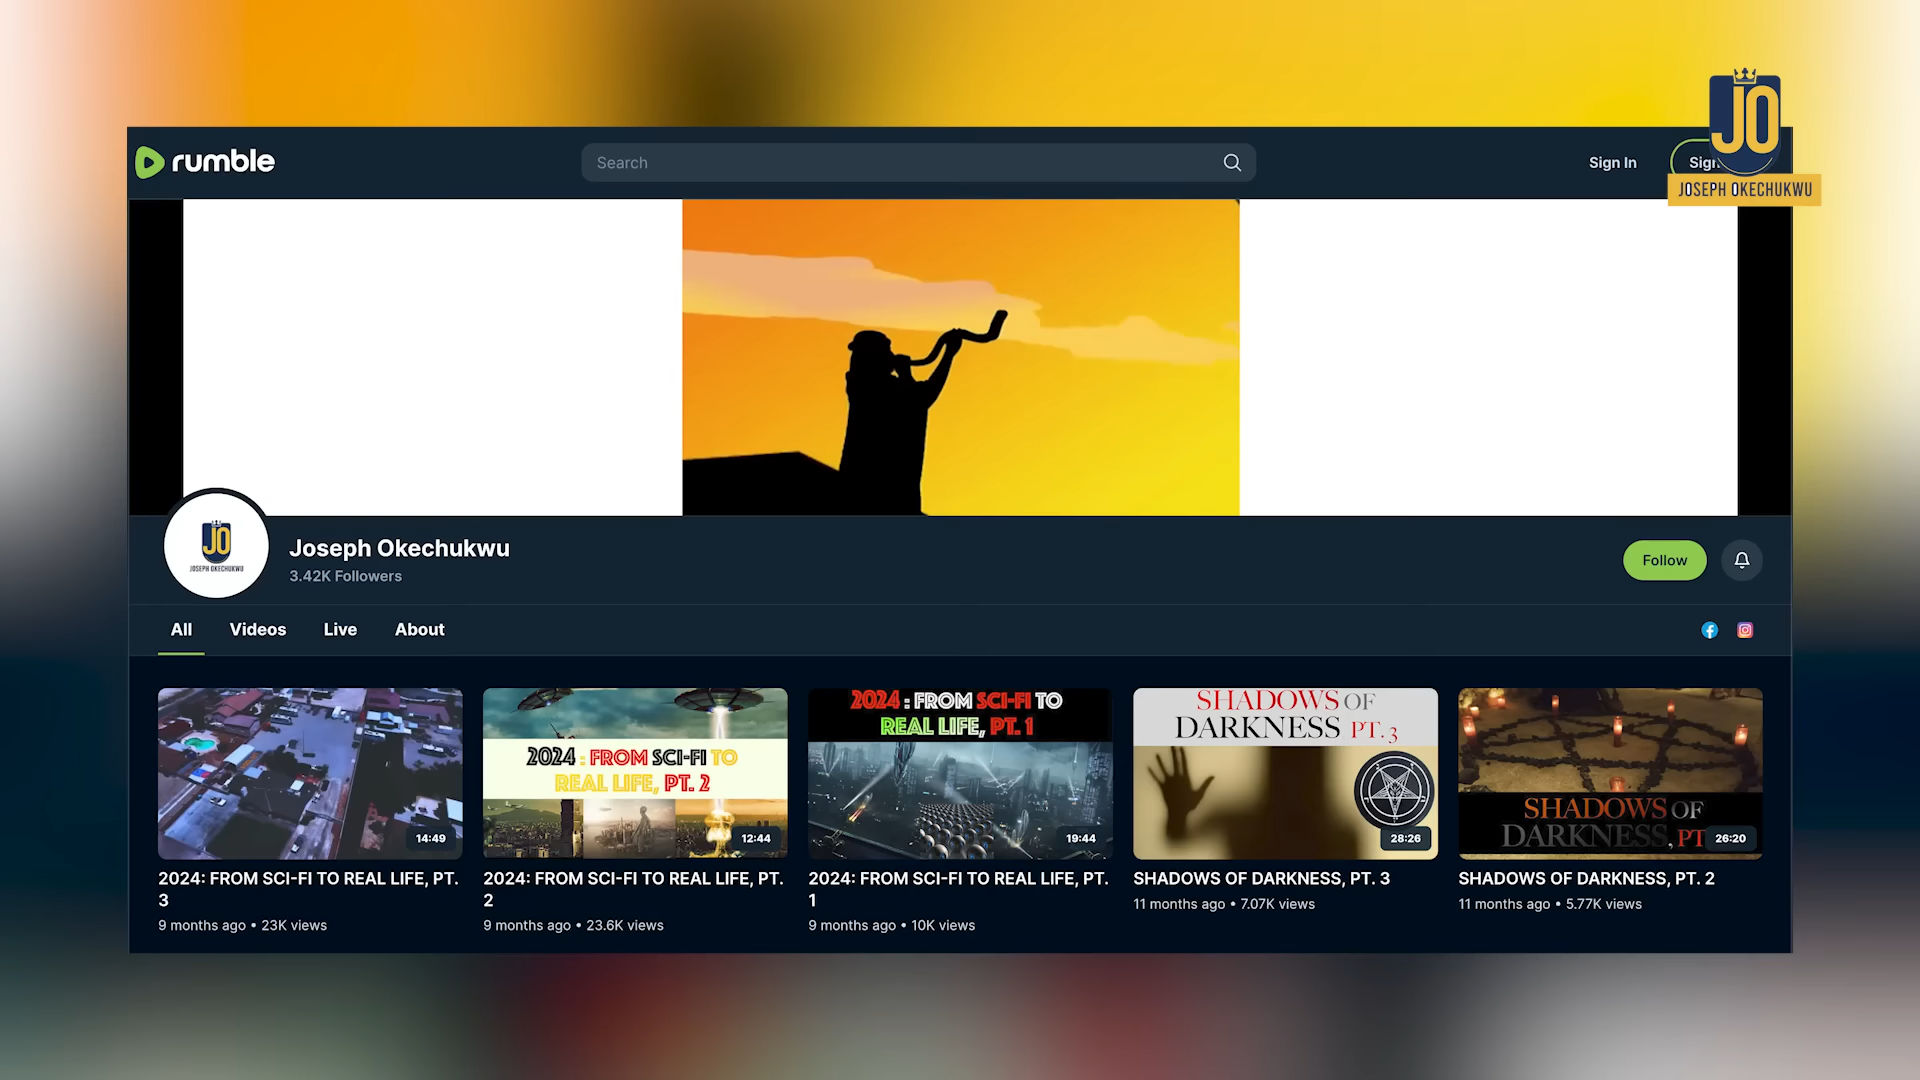 JO
JOSEPH OKECHUKWU
rumble
Search
Sign In
Sign
JO
JOSEPH OKECHUKWU
Joseph Okechukwu
3.42K Followers
Follow
All
Videos
Live
About
14:49
2024 : FROM SCI-FI TO
REAL LIFE, PT. 2
12:44
2024 : FROM SCI-FI TO
REAL LIFE, PT. 1
19:44
SHADOWS OF
DARKNESS PT. 3
28:26
SHADOWS OF
DARKNESS, PT
26:20
2024: FROM SCI-FI TO REAL LIFE, PT.
3
9 months ago • 23K views
2024: FROM SCI-FI TO REAL LIFE, PT.
2
9 months ago • 23.6K views
2024: FROM SCI-FI TO REAL LIFE, PT.
1
9 months ago • 10K views
SHADOWS OF DARKNESS, PT. 3
11 months ago • 7.07K views
SHADOWS OF DARKNESS, PT. 2
11 months ago • 5.77K views